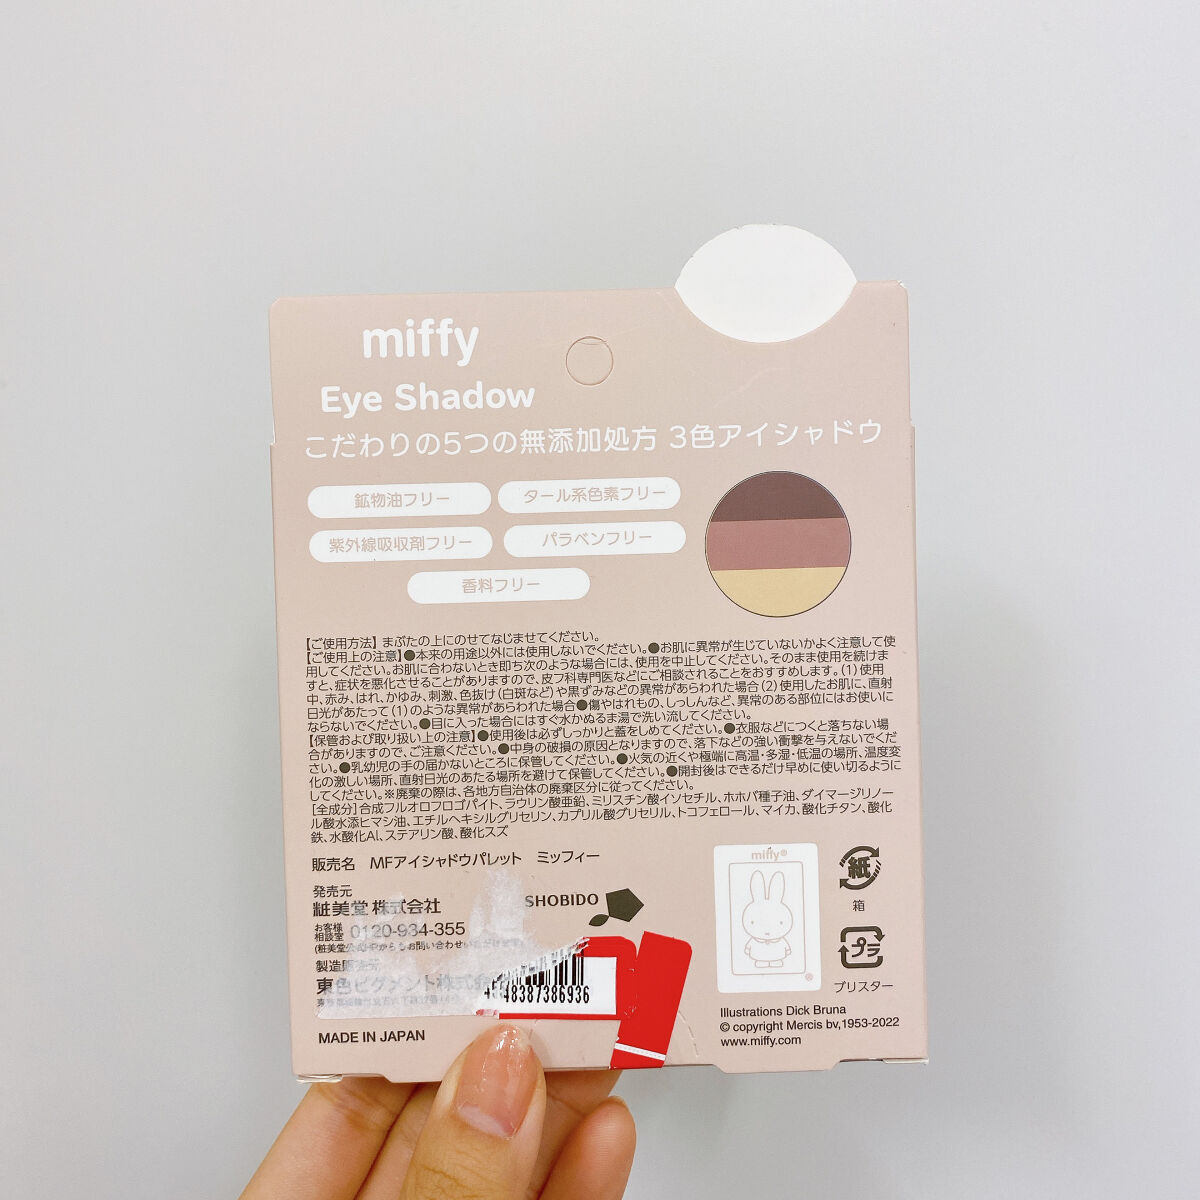 miffy
Eye Shadow
こだわりの5つの無添加処方 3色アイシャドウ
鉱物油フリー
タール系色素フリー
紫外線吸収剤フリー
パラベンフリー
香料フリー
【ご使用方法】まぶたの上にのせてなじませてください。
【ご使用上の注意】●本来の用途以外には使用しないでください。●お肌に異常が生じていないかよく注意して使
用してください。お肌に合わないとき即ち次のような場合には、使用を中止してください。そのまま使用を続けま
すと、症状を悪化させることがありますので、皮フ科専門医などにご相談されることをおすすめします。(1)使用
中、赤み、はれ、かゆみ、刺激、色抜け(白斑など)や黒ずみなどの異常があらわれた場合(2)使用したお肌に、直射
日光があたって(1)のような異常があらわれた場合●傷やはれもの、しっしんなど、異常のある部位にはお使いに
ならないでください。●目に入った場合にはすぐ水かぬるま湯で洗い流してください。
【保管および取り扱い上の注意】●使用後は必ずしっかりと蓋をしめてください。●衣服などにつくと落ちない場
合がありますので、ご注意ください。●中身の破損の原因となりますので、落下などの強い衝撃を与えないでくだ
さい。●乳幼児の手の届かないところに保管してください。●火気の近くや極端に高温・多湿・低温の場所、温度変
化の激しい場所、直射日光のあたる場所を避けて保管してください。●開封後はできるだけ早めに使い切るように
してください。※廃棄の際は、各地方自治体の廃棄区分に従ってください。
[全成分]合成フルオロフロゴパイト、ラウリン酸亜鉛、ミリスチン酸イソセチル、ホホバ種子油、ダイマージリノー
ル酸水添ヒマシ油、エチルヘキシルグリセリン、カプリル酸グリセリル、トコフェロール、マイカ、酸化チタン、酸化
鉄、水酸化Al、ステアリン酸、酸化スズ
販売名 MFアイシャドウパレット ミッフィー
発売元
粧美堂 株式会社
SHOBIDO
お客様相談室 0120-934-355
製造販売元
東色ピグメント株式会社
4548387386936
MADE IN JAPAN
miffy®
®
紙
箱
プラ
ブリスター
Illustrations Dick Bruna
© copyright Mercis bv,1953-2022
www.miffy.com